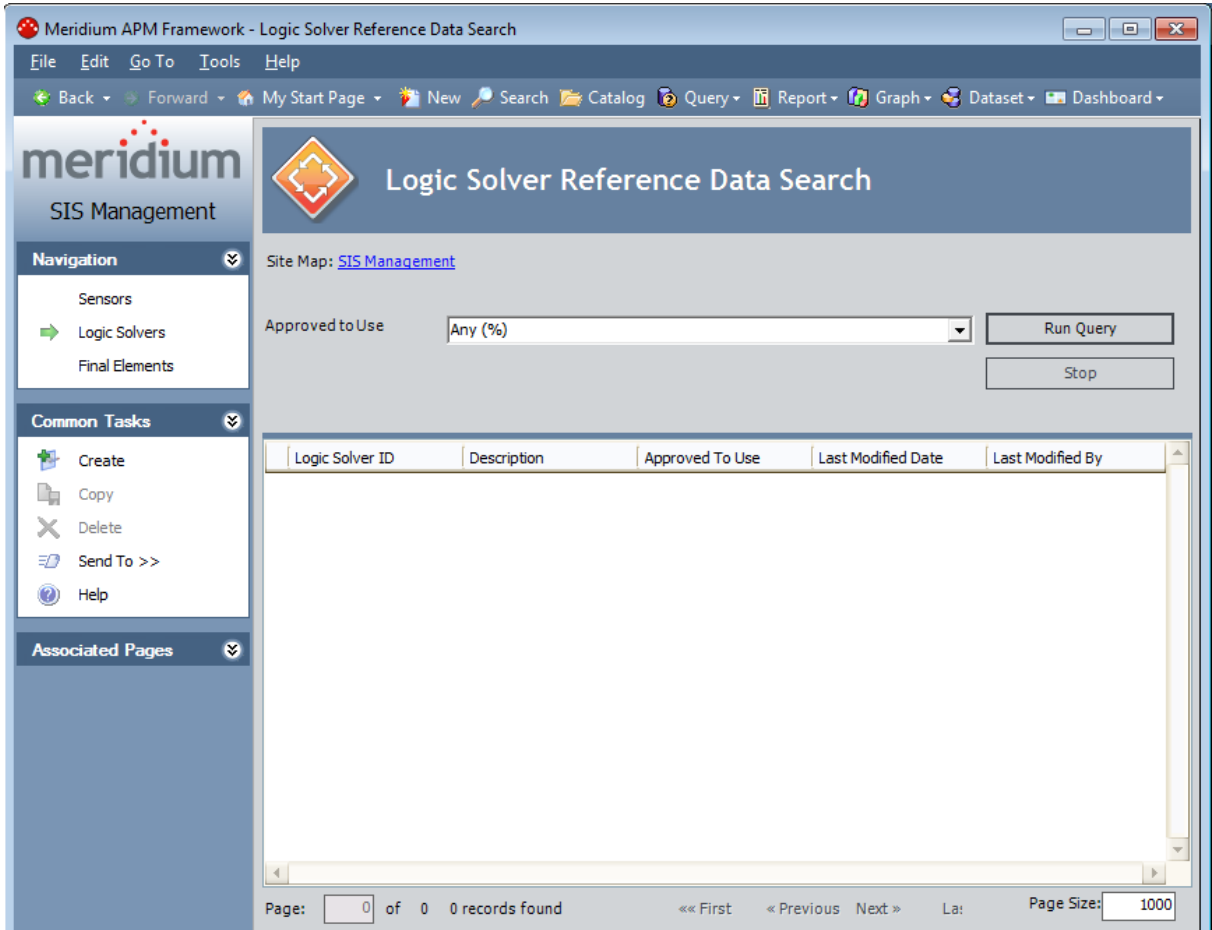 Meridium APM Framework - Logic Solver Reference Data Search
File Edit Go To Tools Help
Back Forward My Start Page New Search Catalog Query Report Graph Dataset Dashboard
meridium
SIS Management
Logic Solver Reference Data Search
Navigation
Sensors
Logic Solvers
Final Elements
Site Map: SIS Management
Approved to Use Any (%) Run Query
Stop
Common Tasks
Create
Copy
Delete
Send To >>
Help
Associated Pages
Logic Solver ID Description Approved To Use Last Modified Date Last Modified By
Page: 0 of 0 0 records found «« First « Previous Next » La Page Size: 1000